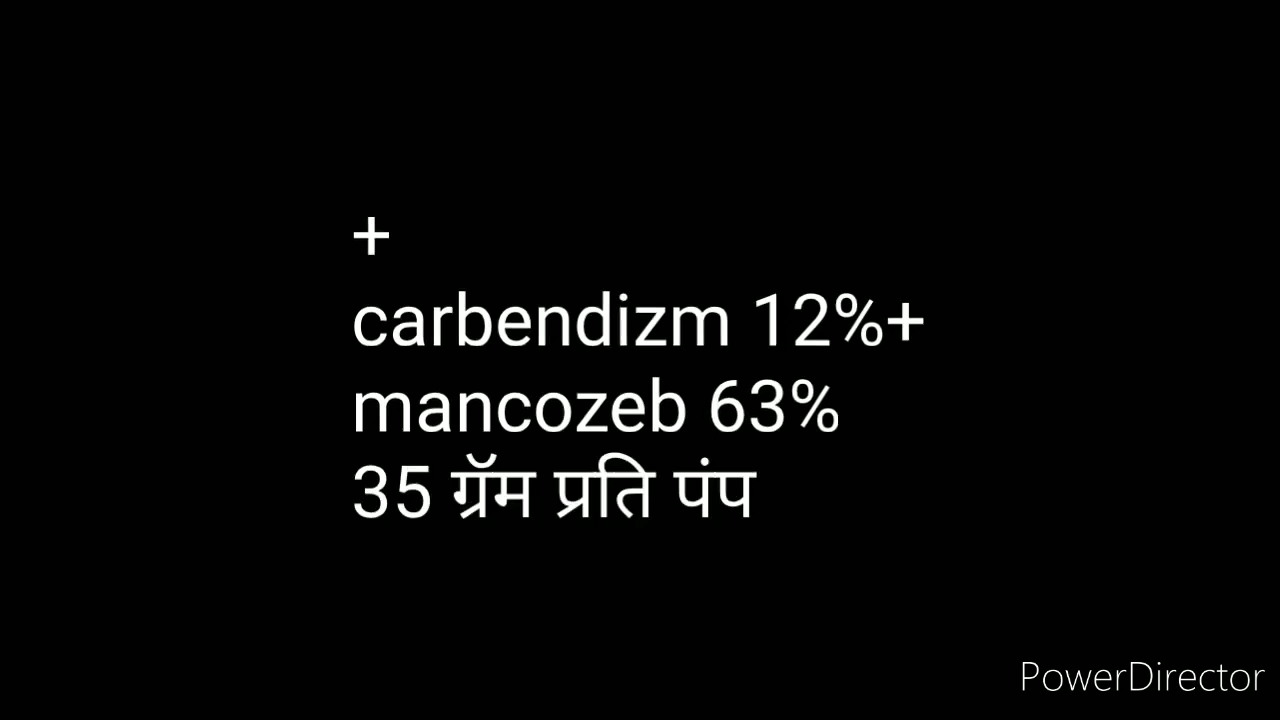 +
carbendizm 12%+
mancozeb 63%
35 ग्रॅम प्रति पंप
PowerDirector